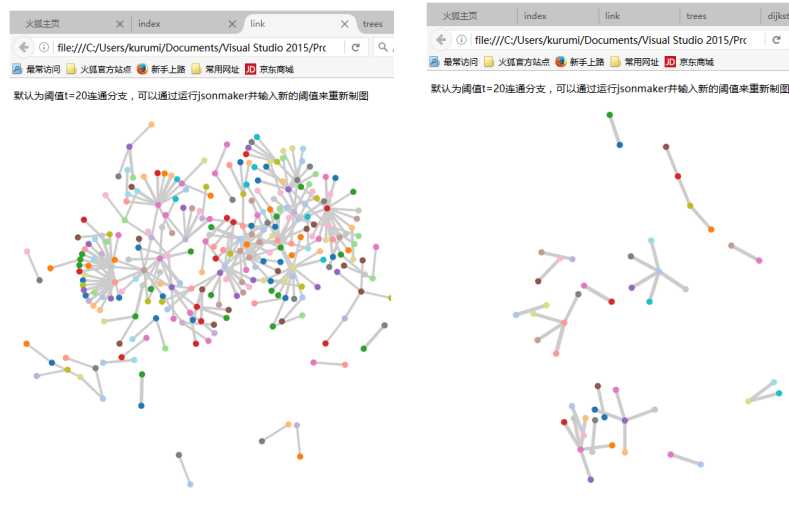 火狐主页 index link trees
file:///C:/Users/kurumi/Documents/Visual Studio 2015/Prc 搜
最常访问 火狐官方站点 新手上路 常用网址 JD 京东商城
默认为阈值t=20连通分支，可以通过运行jsonmaker并输入新的阈值来重新制图
火狐主页 index link trees dijkst
file:///C:/Users/kurumi/Documents/Visual Studio 2015/Prc
最常访问 火狐官方站点 新手上路 常用网址 JD 京东商城
默认为阈值t=20连通分支，可以通过运行jsonmaker并输入新的阈值来重新制图